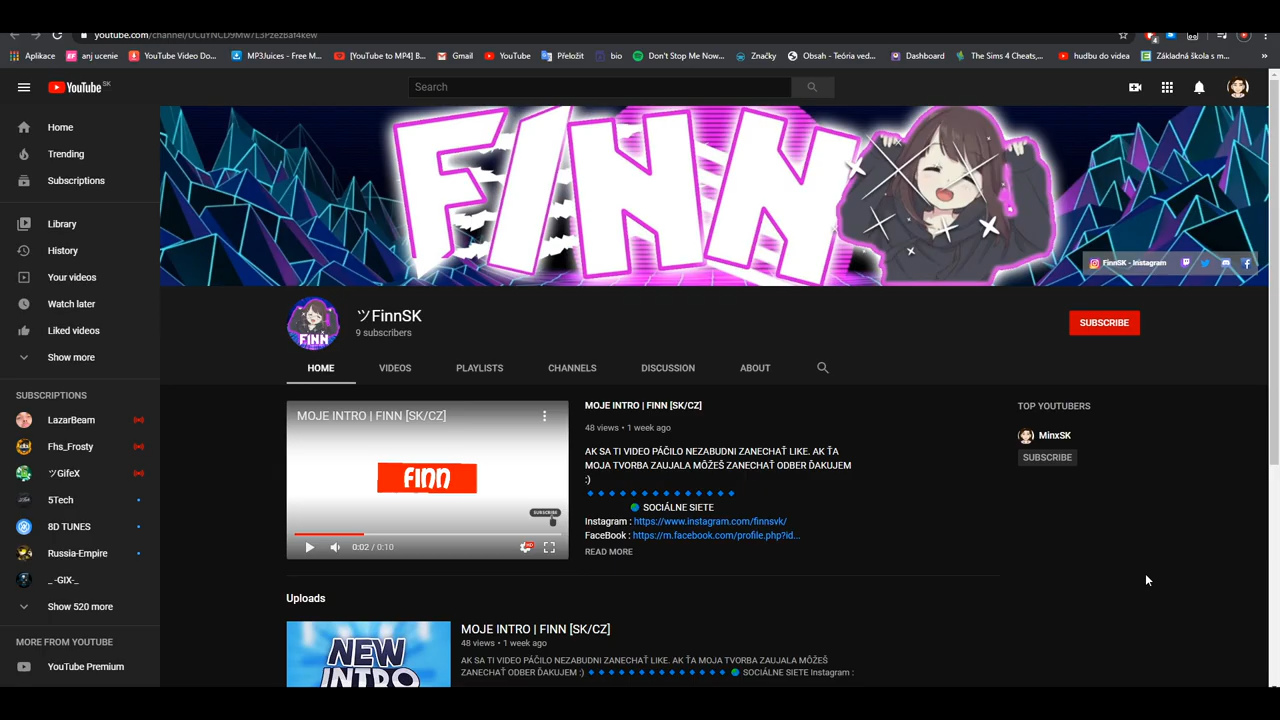 youtube.com/channel/
Aplikace
anj ucenie
YouTube Video Do...
MP3Juices - Free M...
[YouTube to MP4] B...
Gmail
YouTube
Přeložit
bio
Don't Stop Me Now...
Značky
Obsah - Teória ved...
Dashboard
The Sims 4 Cheats,...
hudbu do videa
Základná škola s m...
YouTube SK
Search
Home
Trending
Subscriptions
Library
History
Your videos
Watch later
Liked videos
Show more
SUBSCRIPTIONS
LazarBeam
Fhs_Frosty
ツGifeX
5Tech
8D TUNES
Russia-Empire
_ -GIX-_
Show 520 more
MORE FROM YOUTUBE
YouTube Premium
FINN
FinnSK - Instagram
FINN
ツFinnSK
9 subscribers
SUBSCRIBE
HOME
VIDEOS
PLAYLISTS
CHANNELS
DISCUSSION
ABOUT
MOJE INTRO | FINN [SK/CZ]
FINN
SUBSCRIBE
0:02 / 0:10
HD
MOJE INTRO | FINN [SK/CZ]
48 views • 1 week ago
AK SA TI VIDEO PÁČILO NEZABUDNI ZANECHAŤ LIKE. AK ŤA
MOJA TVORBA ZAUJALA MÔŽEŠ ZANECHAŤ ODBER ĎAKUJEM
:)
SOCIÁLNE SIETE
Instagram : https://www.instagram.com/finnsvk/
FaceBook : https://m.facebook.com/profile.php?id...
READ MORE
TOP YOUTUBERS
MinxSK
SUBSCRIBE
Uploads
NEW
INTRO
MOJE INTRO | FINN [SK/CZ]
48 views • 1 week ago
AK SA TI VIDEO PÁČILO NEZABUDNI ZANECHAŤ LIKE. AK ŤA MOJA TVORBA ZAUJALA MÔŽEŠ
ZANECHAŤ ODBER ĎAKUJEM :) SOCIÁLNE SIETE Instagram :